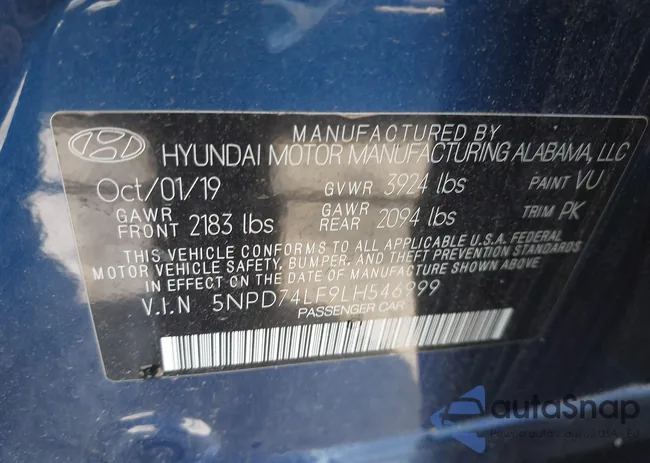 MANUFACTURED BY
HYUNDAI MOTOR MANUFACTURING ALABAMA, LLC
Oct/01/19 GVWR 3924 lbs PAINT VU
GAWR FRONT 2183 lbs GAWR REAR 2094 lbs TRIM PK
THIS VEHICLE CONFORMS TO ALL APPLICABLE U.S.A. FEDERAL
MOTOR VEHICLE SAFETY, BUMPER, AND THEFT PREVENTION STANDARDS
IN EFFECT ON THE DATE OF MANUFACTURE SHOWN ABOVE
V.I.N 5NPD74LF9LH546999
PASSENGER CAR
autoSnap